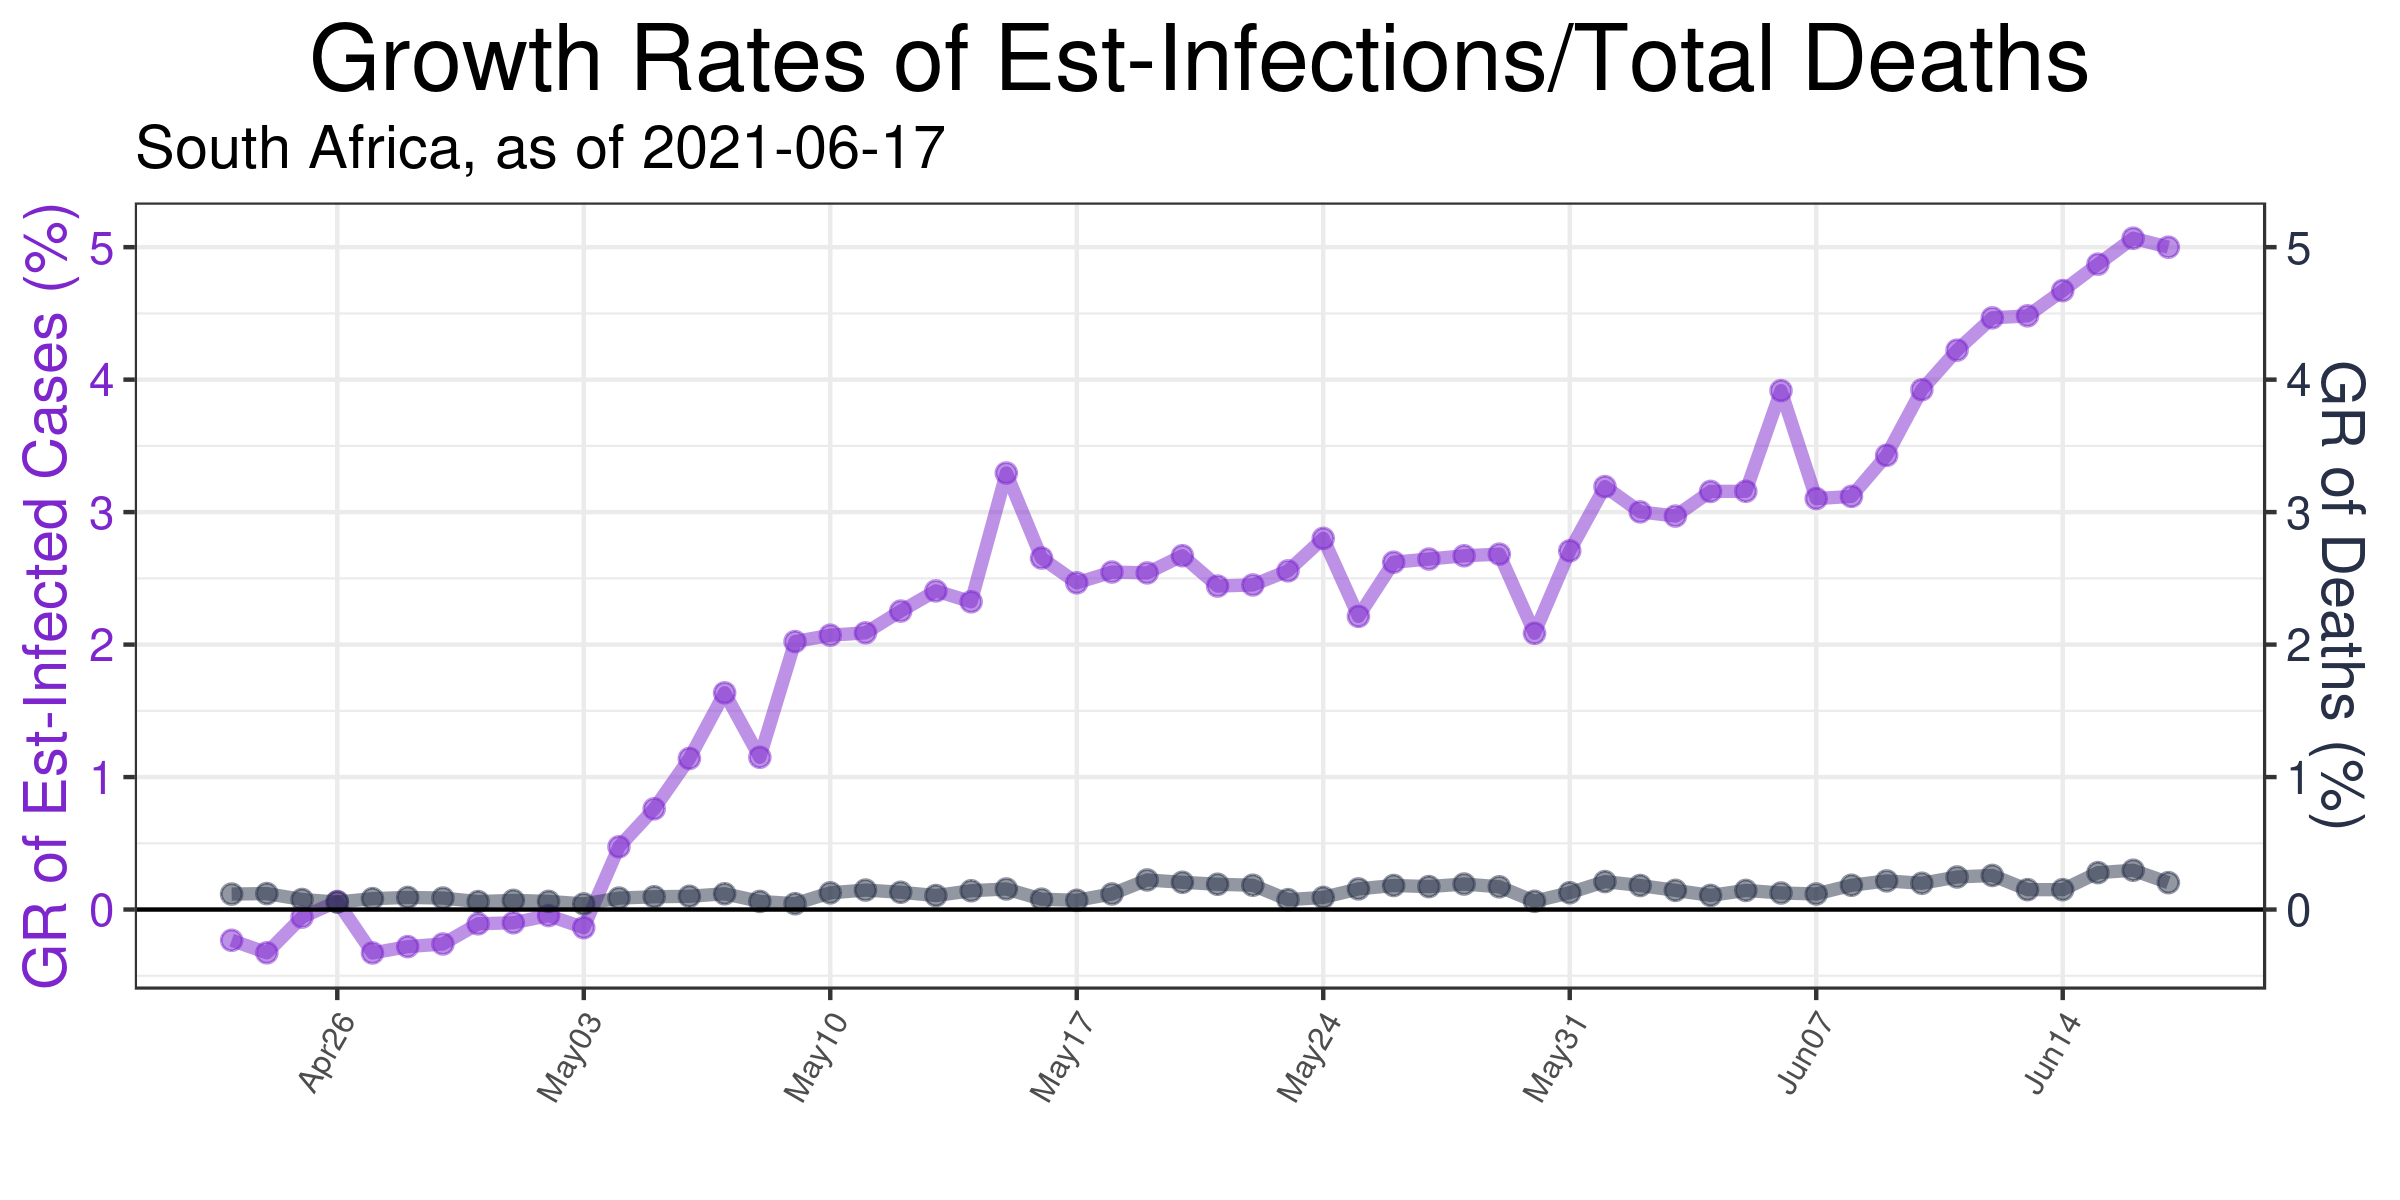 Growth Rates of Est-Infections/Total Deaths
South Africa, as of 2021-06-17
GR of Est-Infected Cases (%)
5
4
3
2
1
0
5
4
3
2
1
0
GR of Deaths (%)
Apr26
May03
May10
May17
May24
May31
Jun07
Jun14